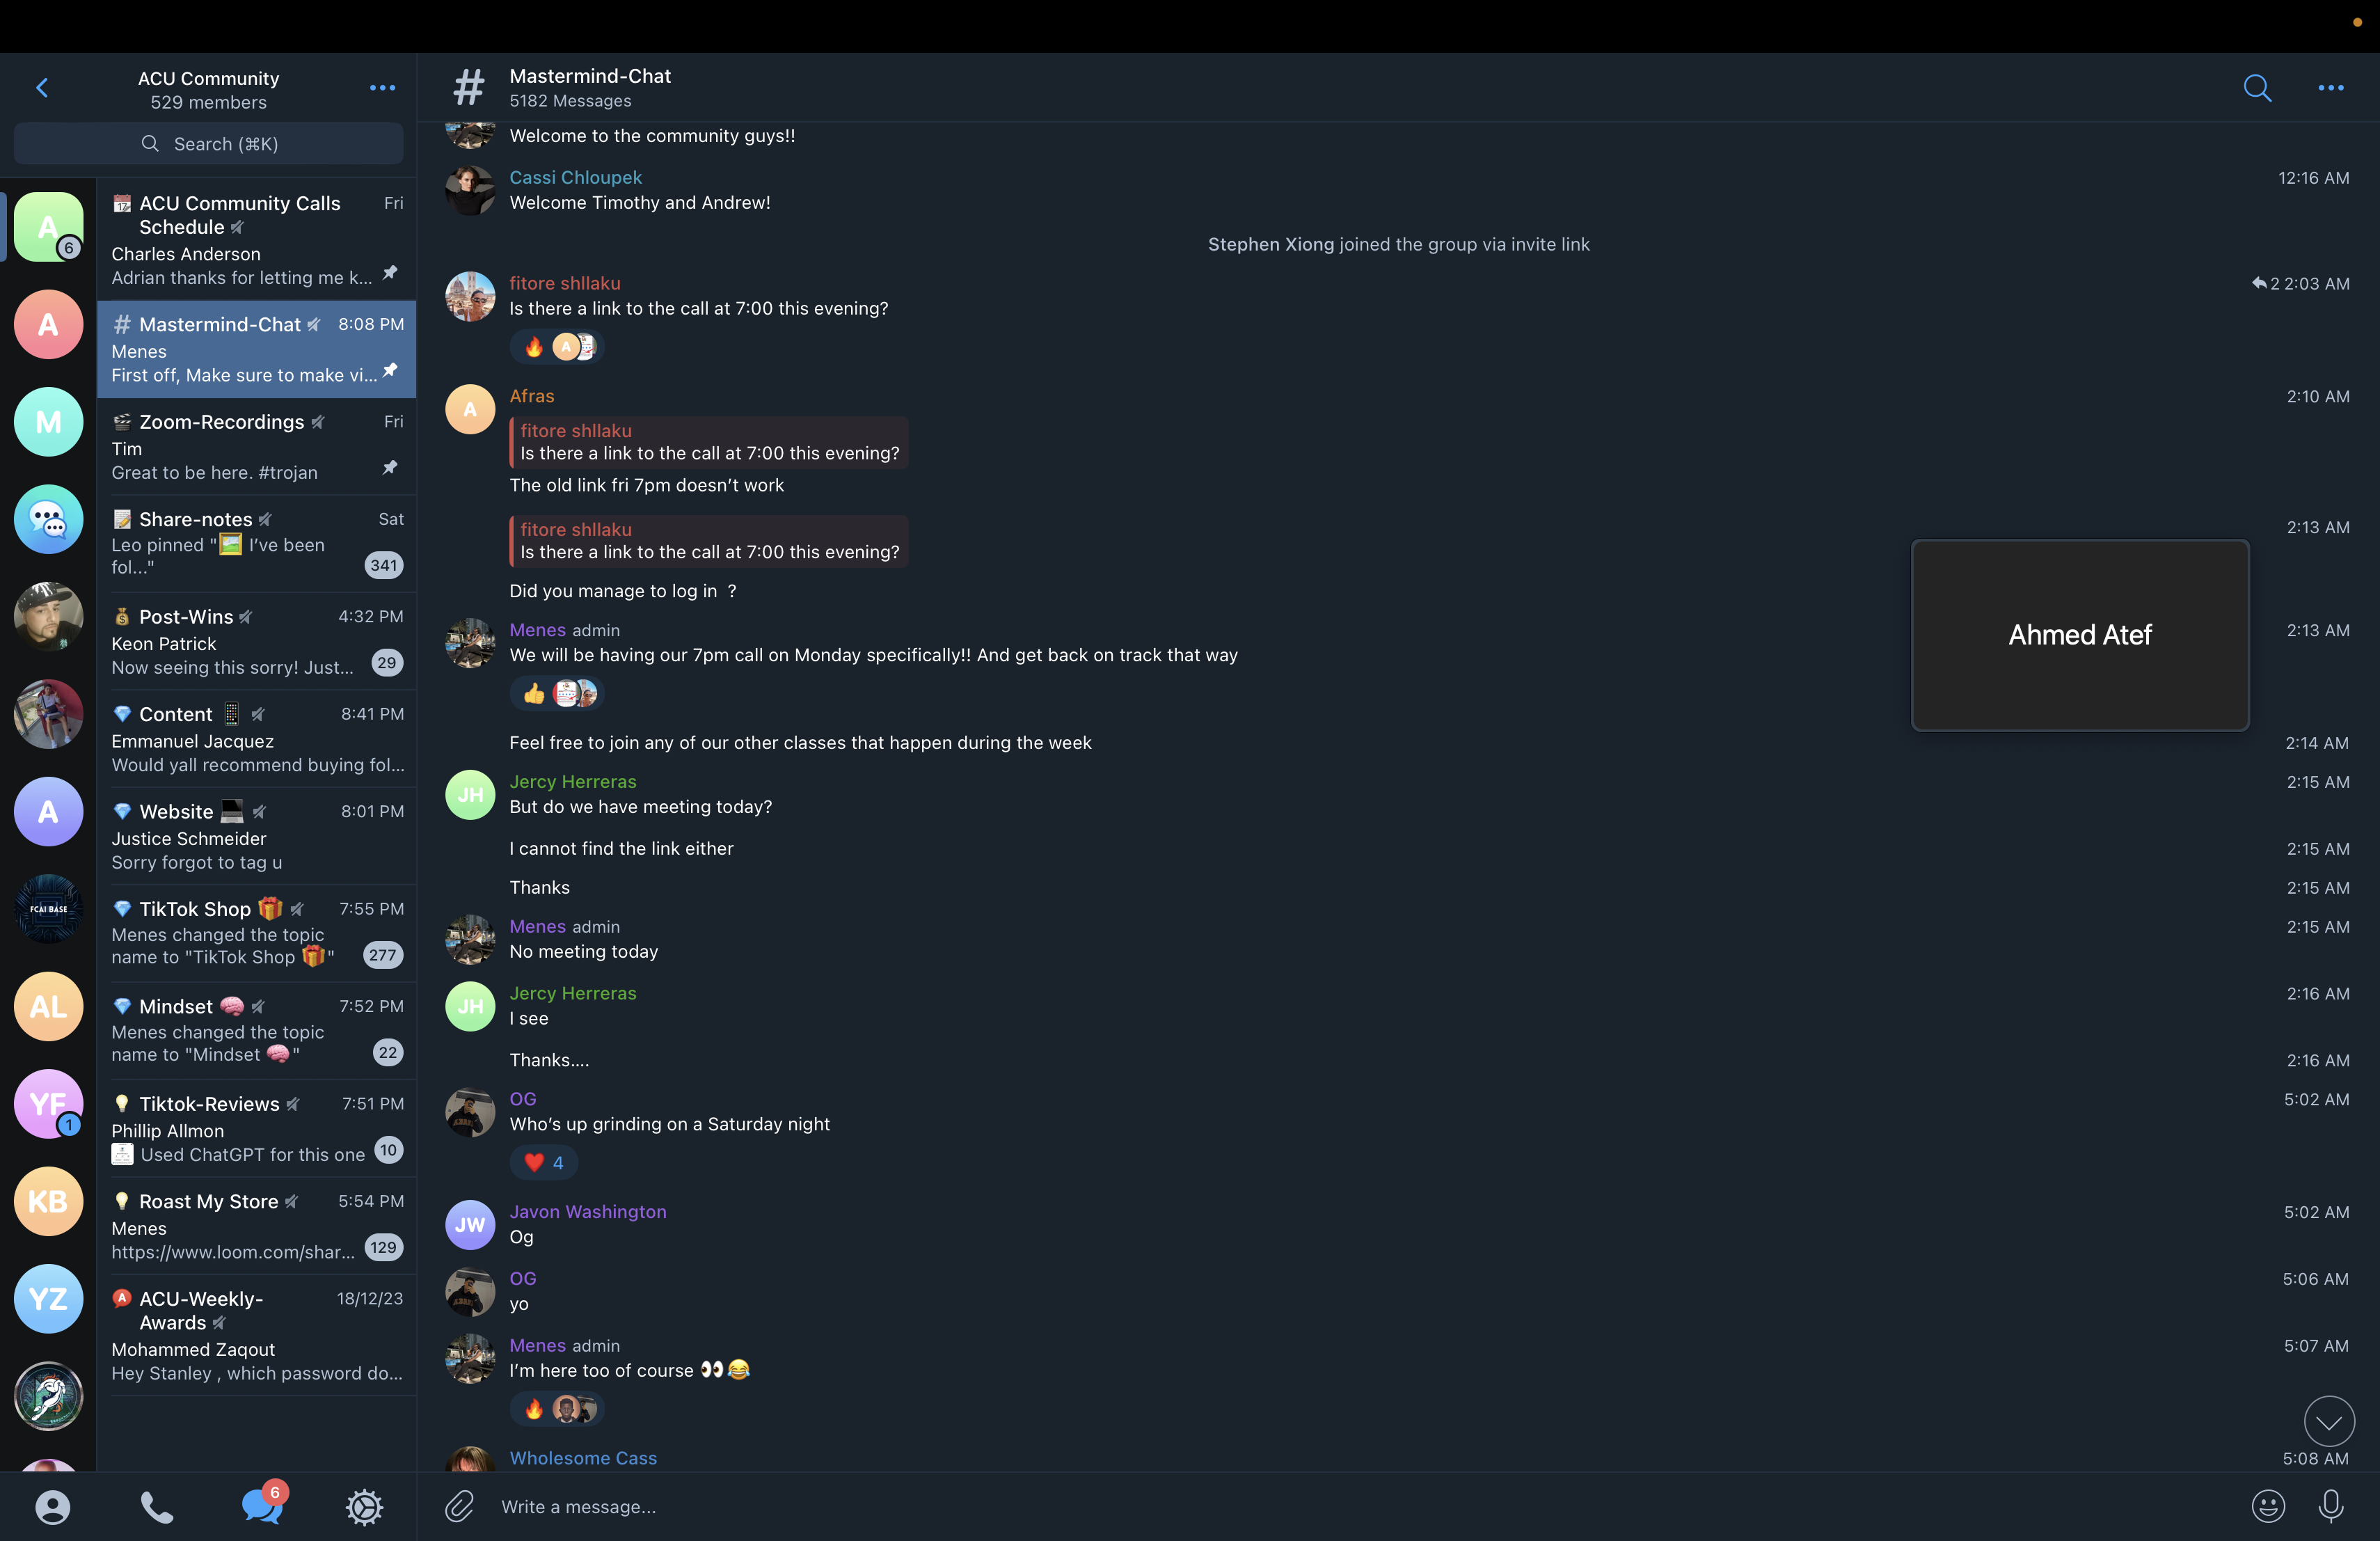 ACU Community
529 members
Search (⌘K)
A
6
A
M
A
FCAI BASE
AL
YF
1
KB
YZ
ACU Community Calls
Schedule
Fri
Charles Anderson
Adrian thanks for letting me k...
Mastermind-Chat
8:08 PM
Menes
First off, Make sure to make vi...
Zoom-Recordings
Fri
Tim
Great to be here. #trojan
Share-notes
Sat
Leo pinned "🖼 I've been
fol..."
341
Post-Wins
4:32 PM
Keon Patrick
Now seeing this sorry! Just...
29
Content
8:41 PM
Emmanuel Jacquez
Would yall recommend buying fol...
Website
8:01 PM
Justice Schmeider
Sorry forgot to tag u
TikTok Shop 🎁
7:55 PM
Menes changed the topic
name to "TikTok Shop 🎁"
277
Mindset 🧠
7:52 PM
Menes changed the topic
name to "Mindset 🧠"
22
Tiktok-Reviews
7:51 PM
Phillip Allmon
Used ChatGPT for this one
10
Roast My Store
5:54 PM
Menes
https://www.loom.com/shar...
129
A
ACU-Weekly-
Awards
18/12/23
Mohammed Zaqout
Hey Stanley , which password do...
6
# Mastermind-Chat
5182 Messages
Welcome to the community guys!!
Cassi Chloupek
12:16 AM
Welcome Timothy and Andrew!
Stephen Xiong joined the group via invite link
fitore shllaku
2 2:03 AM
Is there a link to the call at 7:00 this evening?
A
Afras
2:10 AM
A
fitore shllaku
Is there a link to the call at 7:00 this evening?
The old link fri 7pm doesn't work
fitore shllaku
2:13 AM
Is there a link to the call at 7:00 this evening?
Did you manage to log in ?
Menes admin
2:13 AM
We will be having our 7pm call on Monday specifically!! And get back on track that way
Ahmed Atef
Feel free to join any of our other classes that happen during the week
2:14 AM
JH
Jercy Herreras
2:15 AM
But do we have meeting today?
I cannot find the link either
2:15 AM
Thanks
2:15 AM
Menes admin
2:15 AM
No meeting today
JH
Jercy Herreras
2:16 AM
I see
Thanks....
2:16 AM
OG
5:02 AM
Who's up grinding on a Saturday night
❤️ 4
JW
Javon Washington
5:02 AM
Og
OG
5:06 AM
yo
Menes admin
5:07 AM
I'm here too of course 👀😂
Wholesome Cass
5:08 AM
Write a message...